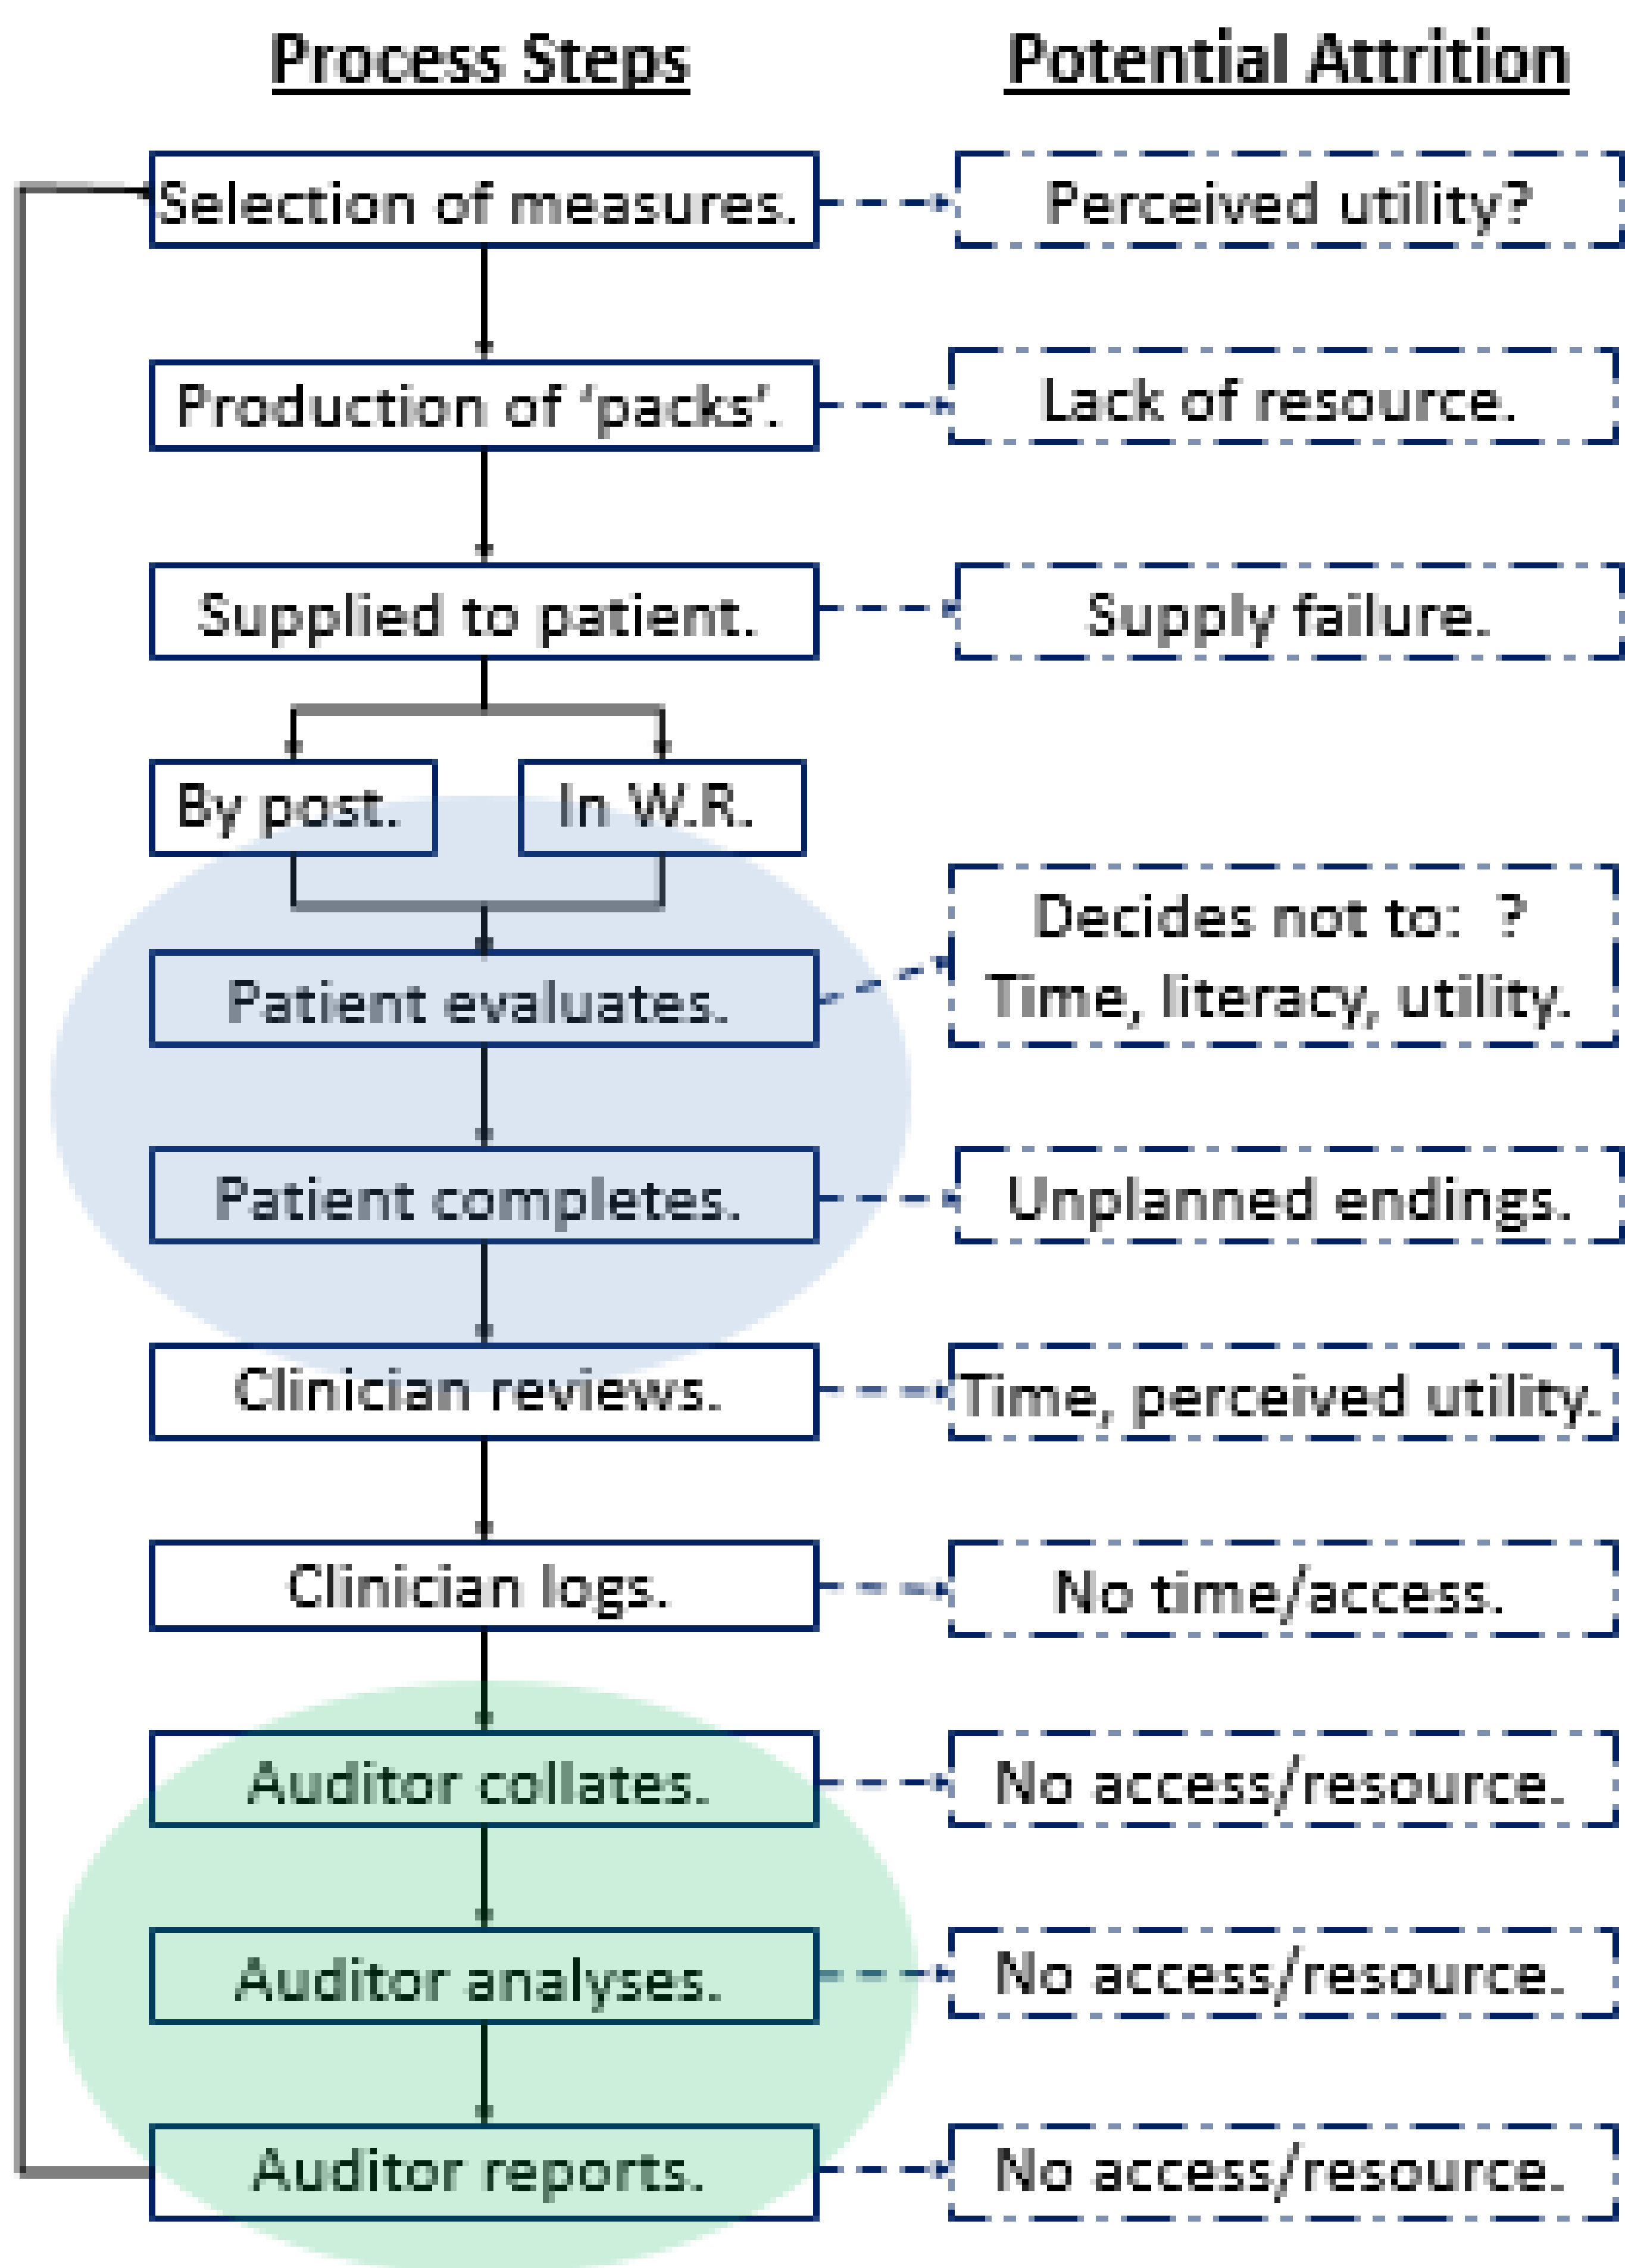 Process Steps
Potential Attrition
Selection of measures.
Perceived utility?
Production of ‘packs’.
Lack of resource.
Supplied to patient.
Supply failure.
By post.
In W.R.
Decides not to: ?
Time, literacy, utility.
Patient evaluates.
Patient completes.
Unplanned endings.
Clinician reviews.
Time, perceived utility.
Clinician logs.
No time/access.
Auditor collates.
No access/resource.
Auditor analyses.
No access/resource.
Auditor reports.
No access/resource.